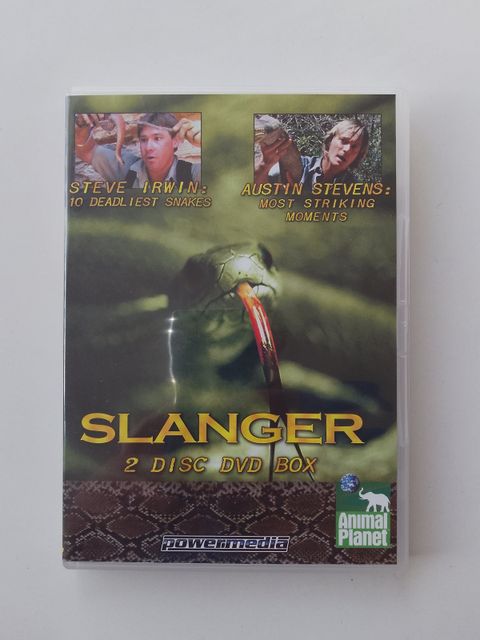 STEVE IRWIN:
10 DEADLIEST SNAKES
AUSTIN STEVENS:
MOST STRIKING
MOMENTS
SLANGER
2 DISC DVD BOX
powermedia
Animal
Planet